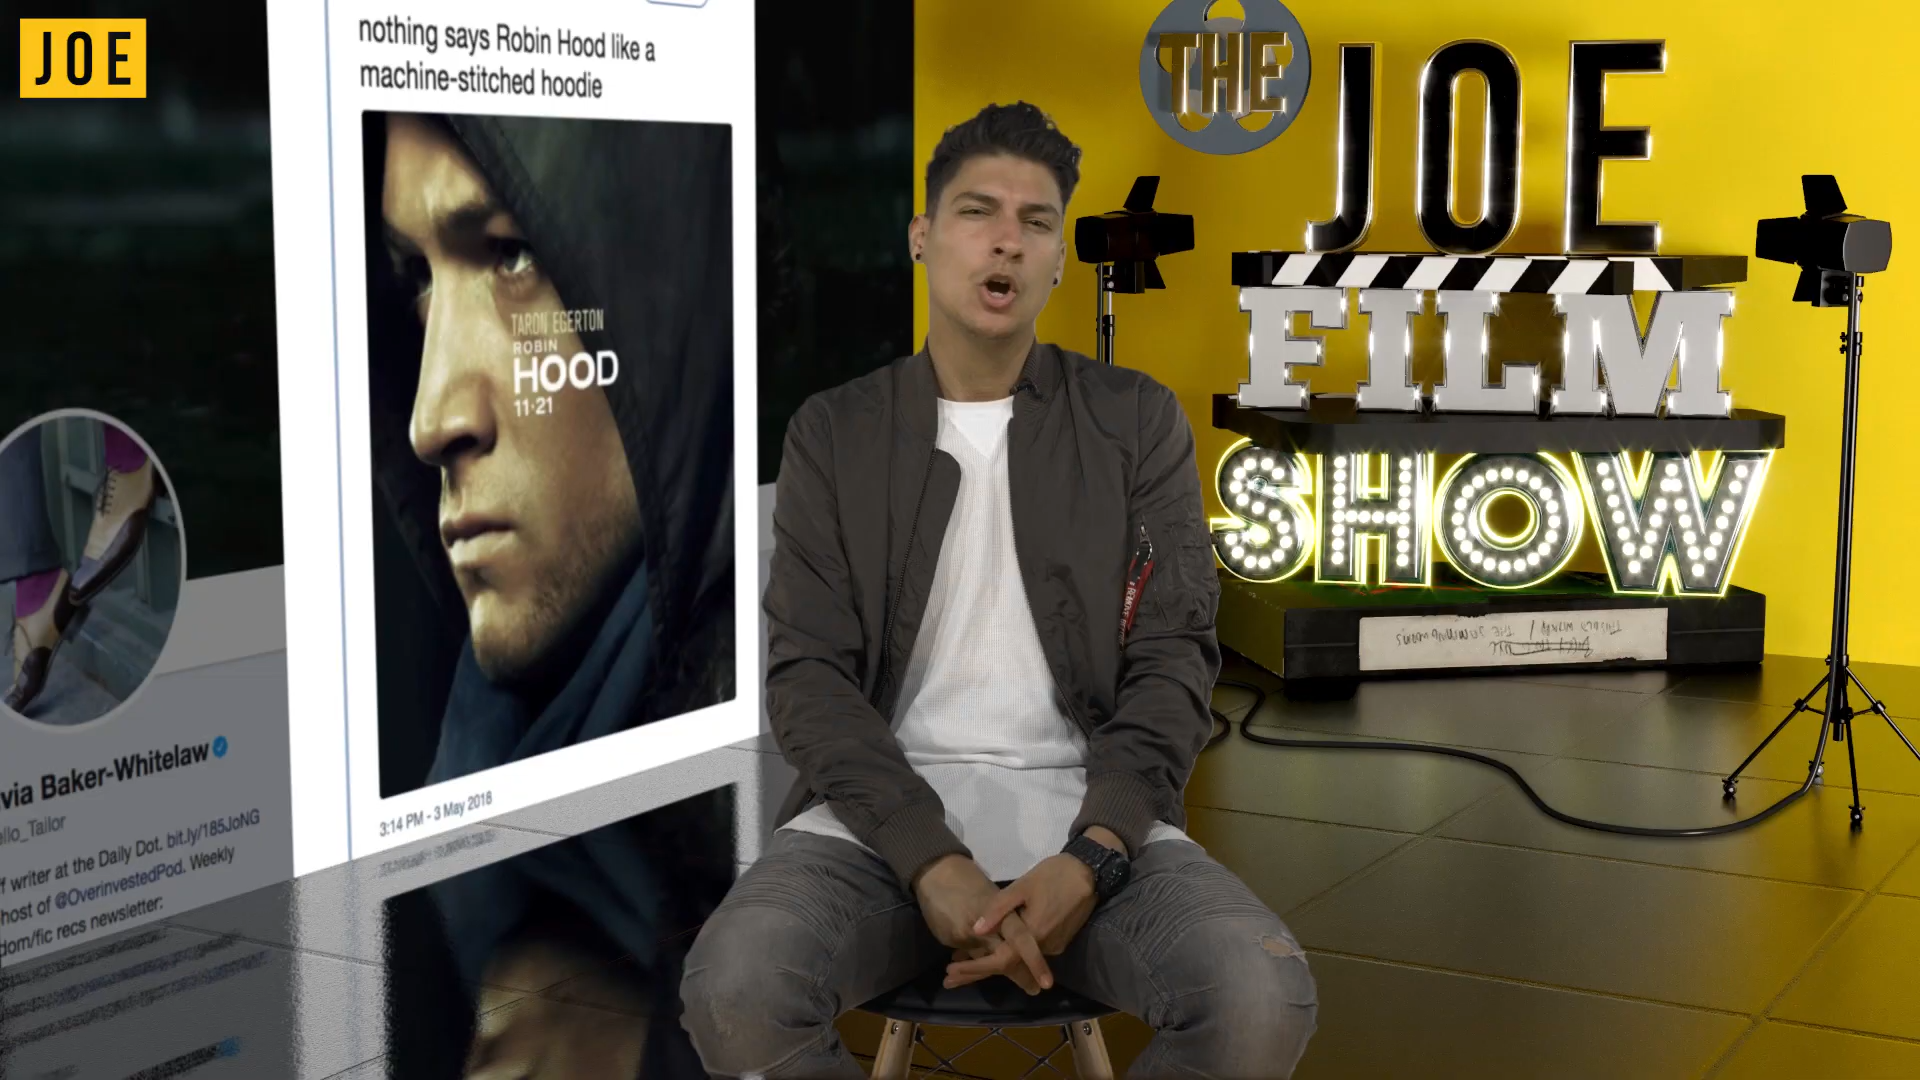 JOE
nothing says Robin Hood like a
machine-stitched hoodie
TARON EGERTON
ROBIN
HOOD
11·21
3:14 PM - 3 May 2018
via Baker-Whitelaw
ello_Tailor
f writer at the Daily Dot. bit.ly/185JoNG
host of @OverinvestedPod. Weekly
dom/fic recs newsletter:
THE
JOE
FILM
SHOW
REMOVE